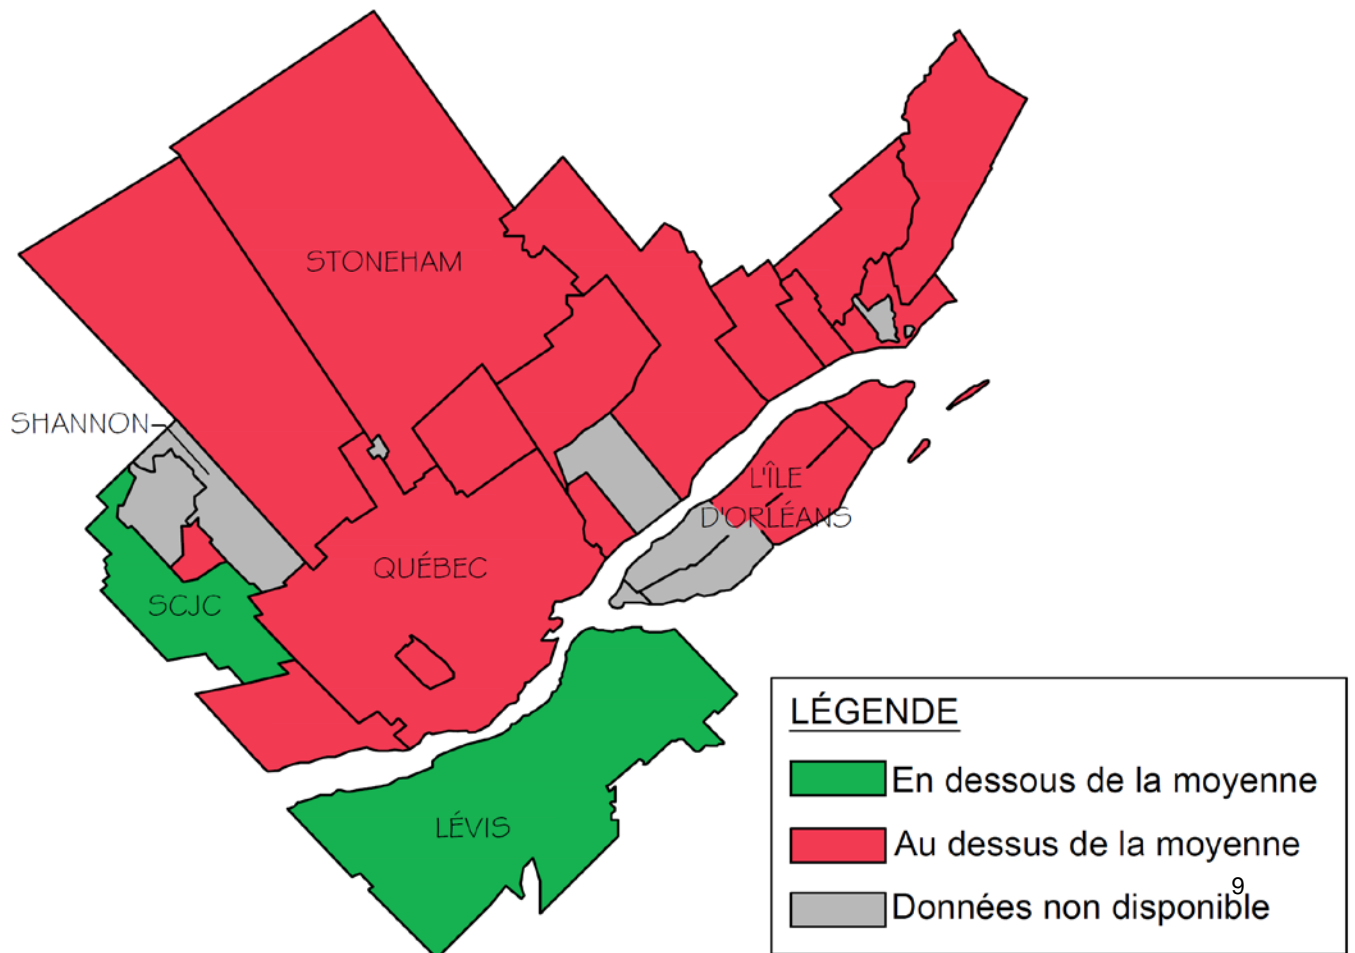 STONEHAM
SHANNON
L'ÎLE
D'ORLÉANS
QUÉBEC
SCJC
LÉVIS
LÉGENDE
En dessous de la moyenne
Au dessus de la moyenne
9
Données non disponible